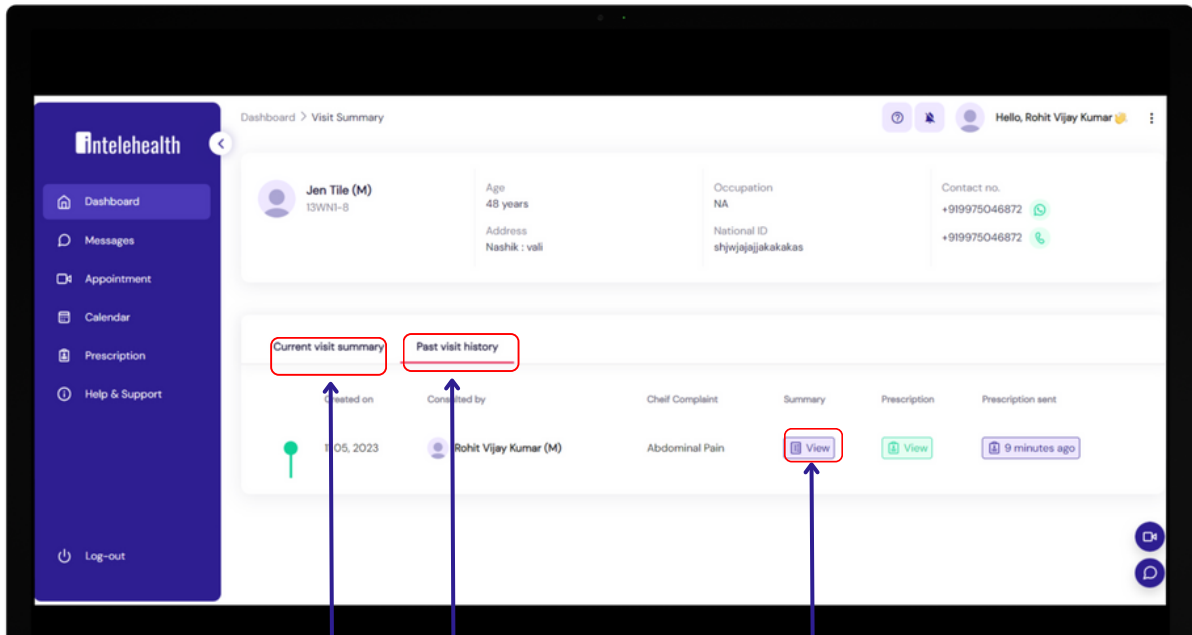 Dashboard > Visit Summary
Hello, Rohit Vijay Kumar 👋
intelehealth
Dashboard
Messages
Appointment
Calendar
Prescription
Help & Support
Log-out
Jen Tile (M)
13WN1-8
Age
48 years
Address
Nashik : vali
Occupation
NA
National ID
shjwjajajjakakakas
Contact no.
+919975046872
+919975046872
Current visit summary Past visit history
Created on Consulted by Cheif Complaint Summary Prescription Prescription sent
05, 2023 Rohit Vijay Kumar (M) Abdominal Pain View View 9 minutes ago